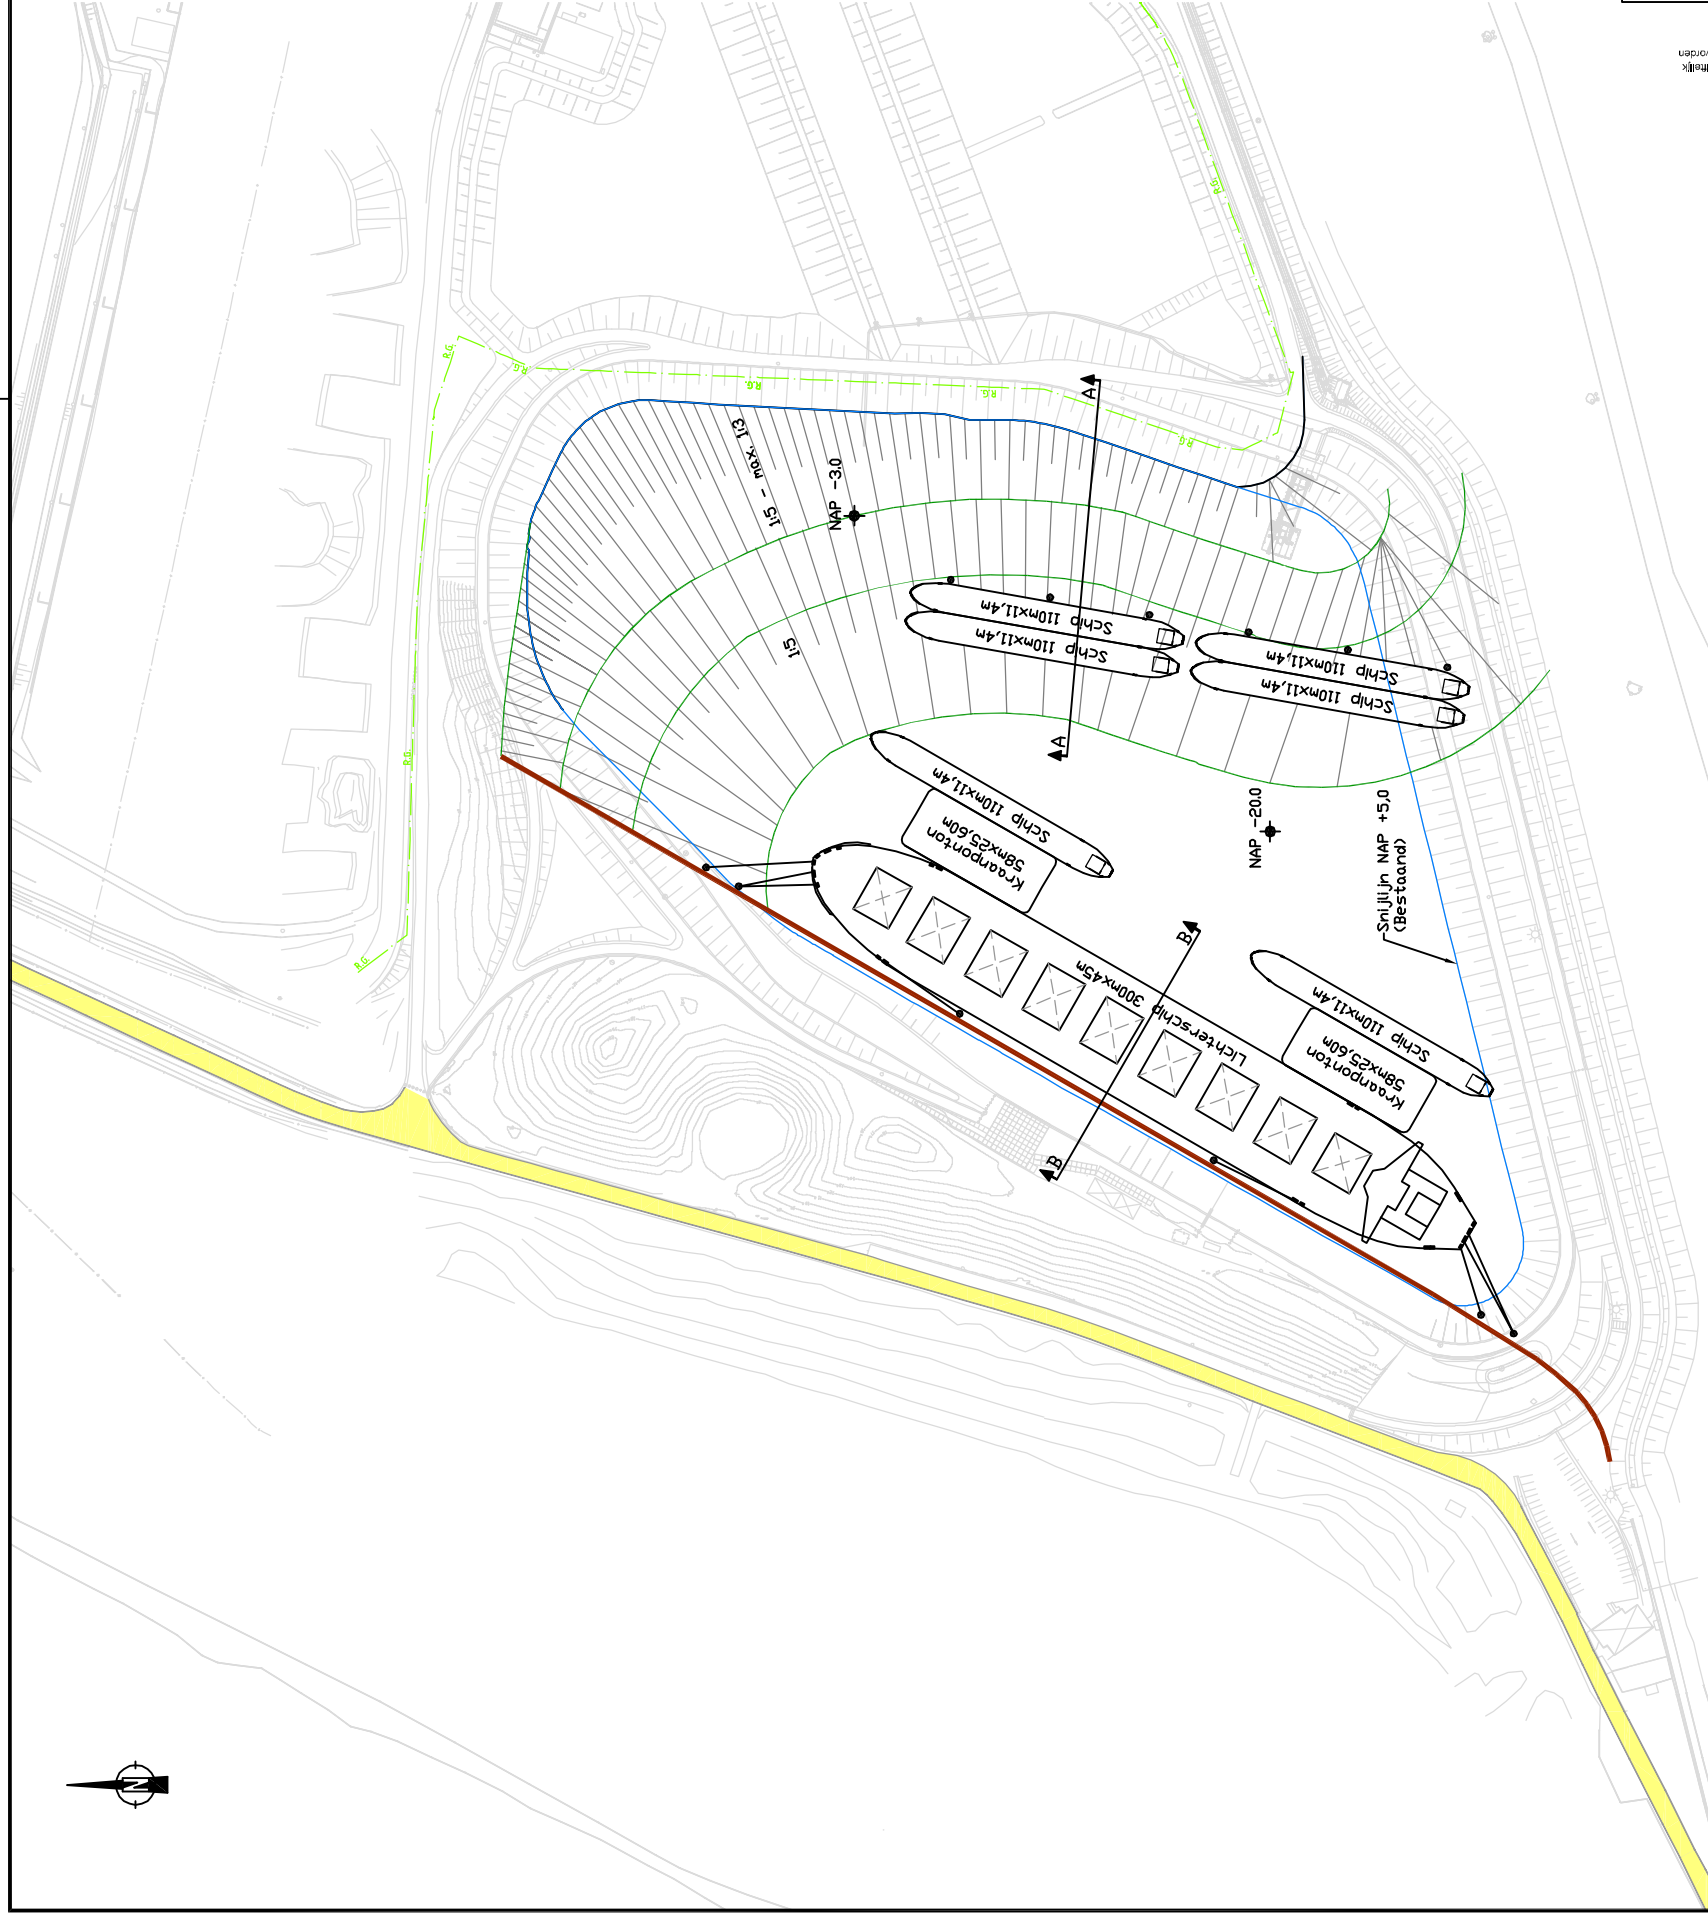 R.G.
R.G.
R.G.
R.G.
R.G.
R.G.
R.G.
R.G.
1:5 - max. 1:3
NAP -3.0
A
A
1:5
Schip 110mx11,4m
Schip 110mx11,4m
Schip 110mx11,4m
Schip 110mx11,4m
Schip 110mx11,4m
Kraanponton
58mx25,60m
NAP -20.0
Snijlijn NAP +5,0
(Bestaand)
B
B
Lichterschip 300mx45m
Schip 110mx11,4m
Kraanponton
58mx25,60m
N